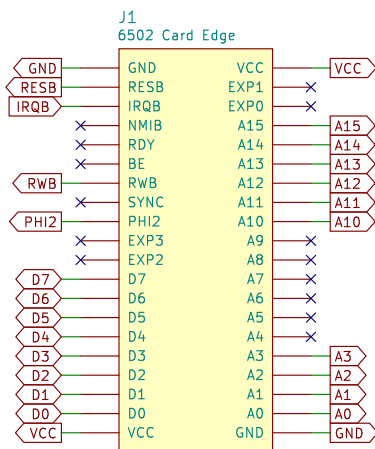 J1
6502 Card Edge
GND GND VCC VCC
RESB RESB EXP1
IRQB IRQB EXP0
NMIB A15 A15
RDY A14 A14
BE A13 A13
RWB RWB A12 A12
SYNC A11 A11
PHI2 PHI2 A10 A10
EXP3 A9
EXP2 A8
D7 D7 A7
D6 D6 A6
D5 D5 A5
D4 D4 A4
D3 D3 A3 A3
D2 D2 A2 A2
D1 D1 A1 A1
D0 D0 A0 A0
VCC VCC GND GND